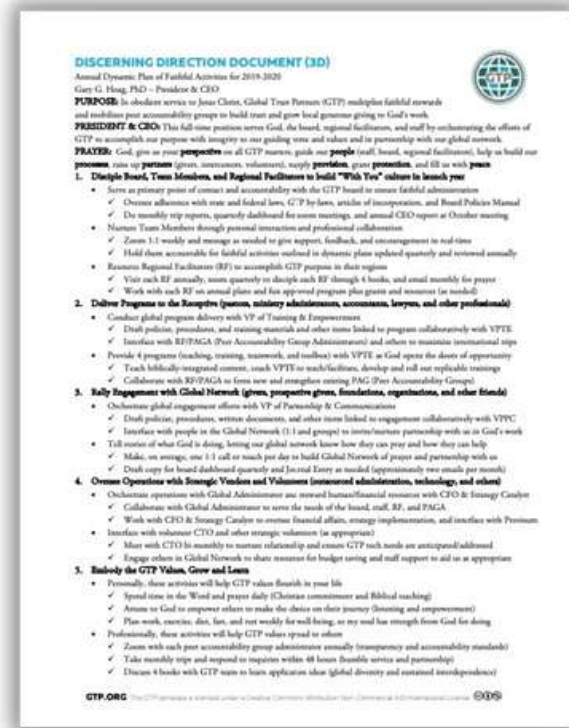 DISCERNING DIRECTION DOCUMENT (3D)
GTP
Annual Dynamic Plan of Faithful Activities for 2019-2020
Gary G. Hoag, PhD – President & CEO
PURPOSE: In obedient service to Jesus Christ, Global Trust Partners (GTP) multiplies faithful stewards
and mobilizes peer accountability groups to build trust and grow local generous giving to God's work.
PRESIDENT & CEO: This full-time position serves God, the board, regional facilitators, and staff by orchestrating the efforts of
GTP to accomplish our purpose with integrity to our guiding tenets and values and in partnership with our global network.
PRAYER: God, give us your perspective on all GTP matters, guide our people (staff, board, regional facilitators), help us build our
processes, raise up partners (givers, intercessors, volunteers), supply provision, grant protection, and fill us with peace
1. Disciple Board, Team Members, and Regional Facilitators to build "With You" culture in launch year
• Serve as primary point of contact and accountability with the GTP board to ensure faithful administration
✓ Oversee adherence with state and federal laws, GTP by-laws, articles of incorporation, and Board Policies Manual
✓ Do monthly trip reports, quarterly dashboard for zoom meetings, and annual CEO report at October meeting
• Nurture Team Members through personal interaction and professional collaboration
✓ Zoom 1:1 weekly and message as needed to give support, feedback, and encouragement in real-time
✓ Hold them accountable for faithful activities outlined in dynamic plans updated quarterly and reviewed annually
• Resource Regional Facilitators (RF) to accomplish GTP purpose in their regions
✓ Visit each RF annually, zoom quarterly to disciple each RF through 4 books, and email monthly for prayer
✓ Work with each RF on annual plans and fun approved program plus grants and resources (as needed)
2. Deliver Programs to the Receptive (pastors, ministry administrators, accountants, lawyers, and other professionals)
• Conduct global program delivery with VP of Training & Empowerment
✓ Draft policies, procedures, and training materials and other items linked to program collaboratively with VPTE
✓ Interface with RF/PAGA (Peer Accountability Group Administrators) and others to maximize international trips
• Provide 4 programs (teaching, training, teamwork, and toolbox) with VPTE as God opens the doors of opportunity
✓ Teach biblically-integrated content, coach VPTE to teach/facilitate, develop and roll out replicable trainings
✓ Collaborate with RF/PAGA to form new and strengthen existing PAG (Peer Accountability Groups)
3. Rally Engagement with Global Network (givers, prospective givers, foundations, organizations, and other friends)
• Orchestrate global engagement efforts with VP of Partnership & Communications
✓ Draft policies, procedures, written documents, and other items linked to engagement collaboratively with VPPC
✓ Interface with people in the Global Network (1:1 and groups) to invite/nurture partnership with us in God's work
• Tell stories of what God is doing, letting our global network know how they can pray and how they can help
✓ Make, on average, one 1:1 call or touch per day to build Global Network of prayer and partnership with us
✓ Draft copy for board dashboard quarterly and Journal Entry as needed (approximately two emails per month)
4. Oversee Operations with Strategic Vendors and Volunteers (outsourced administration, technology, and others)
• Orchestrate operations with Global Administrator and steward human/financial resources with CFO & Strategy Catalyst
✓ Collaborate with Global Administrator to serve the needs of the board, staff, RF, and PAGA
✓ Work with CFO & Strategy Catalyst to oversee financial affairs, strategy implementation, and interface with
• Interface with volunteer CTO and other strategic volunteers (as appropriate)
✓ Meet with CTO bi-monthly to nurture relationship and ensure GTP tech needs are anticipated/addressed
✓ Engage others in Global Network to share resources for budget saving and staff support to aid us as appropriate
5. Embody the GTP Values, Grow and Learn
• Personally, these activities will help GTP values flourish in your life
✓ Spend time in the Word and prayer daily (Christian commitment and Biblical teaching)
✓ Attune to God to empower others to make the choice on their journey (listening and empowerment)
✓ Plan work, exercise, diet, fast, and rest weekly for well-being, so my soul has strength from God for doing
• Professionally, these activities will help GTP values spread to others
✓ Zoom with each peer accountability group administrator annually (transparency and accountability standards)
✓ Take monthly trips and respond to inquiries within 48 hours (humble service and partnership)
✓ Discuss 4 books with GTP team to learn application ideas (global diversity and sustained interdependence)
GTP.ORG This GTP template is licensed under a Creative Commons Attribution Non-Commercial 4.0 International License